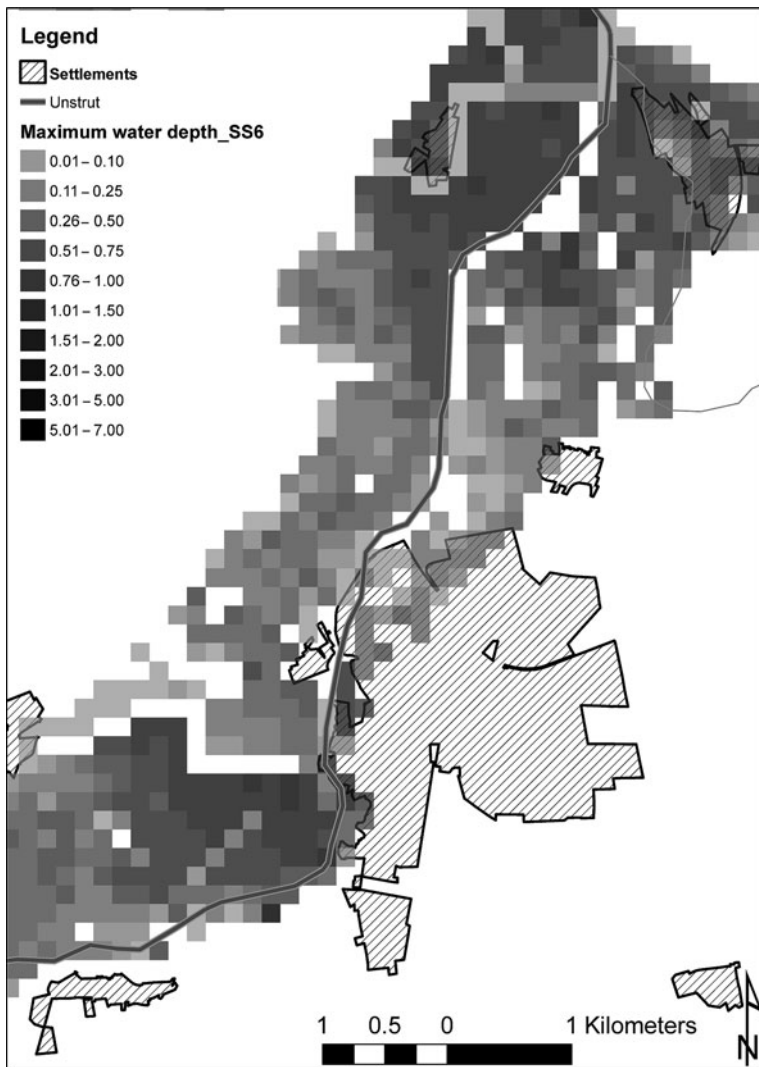 Legend
Settlements
Unstrut
Maximum water depth_SS6
0.01 – 0.10
0.11 – 0.25
0.26 – 0.50
0.51 – 0.75
0.76 – 1.00
1.01 – 1.50
1.51 – 2.00
2.01 – 3.00
3.01 – 5.00
5.01 – 7.00
1 0.5 0 1 Kilometers
N